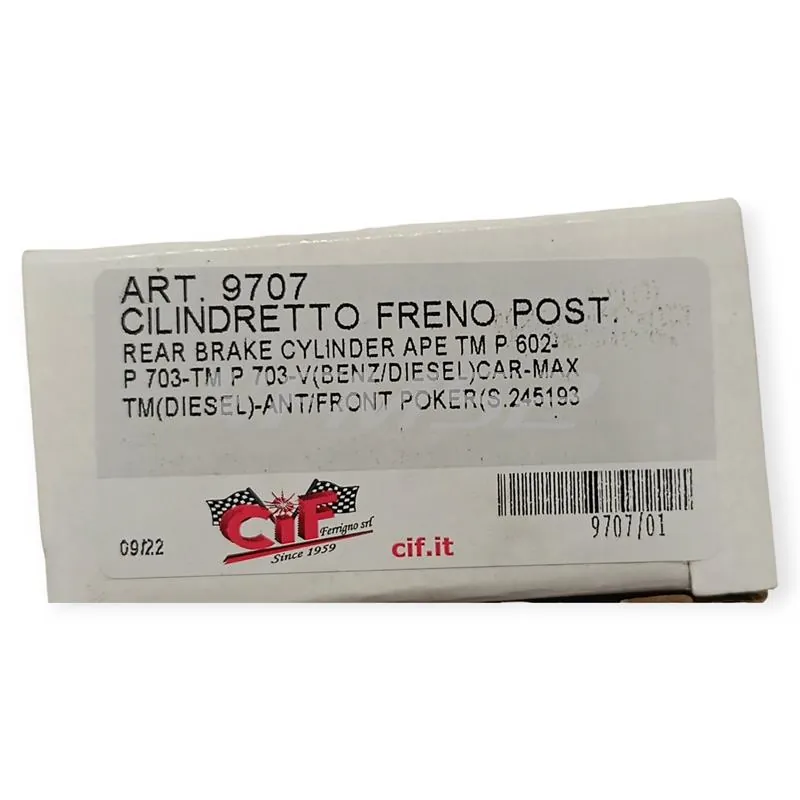 ART. 9707
CILINDRETTO FRENO POST.
REAR BRAKE CYLINDER APE TM P 602-
P 703-TM P 703-V(BENZ/DIESEL)CAR-MAX
TM(DIESEL)-ANT/FRONT POKER(S.245193
09/22
CiF
Ferrigno srl
Since 1959
cif.it
9707/01